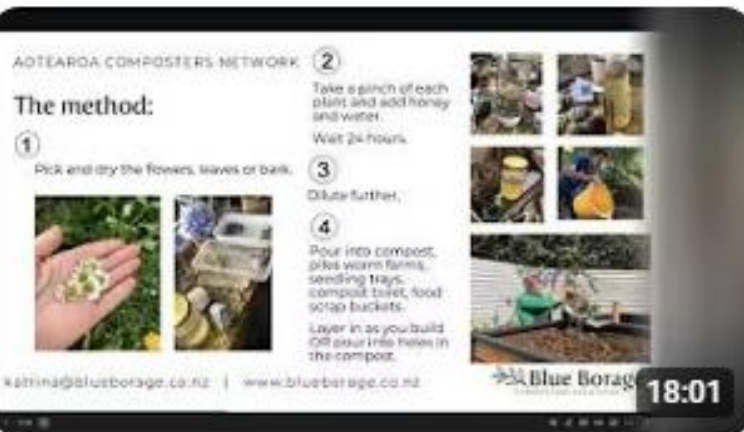 AOTEAROA COMPOSTERS NETWORK
The method:
1
Pick and dry the flowers, leaves or bark.
2
Take a pinch of each
plant and add honey
and water.
Wait 24 hours.
3
Dilute further.
4
Pour into compost,
piles worm farms,
seedling trays,
compost toilet, food
scrap buckets.
Layer in as you build
OR pour into holes in
the compost.
katrina@blueborage.co.nz | www.blueborage.co.nz
Blue Borag
18:01